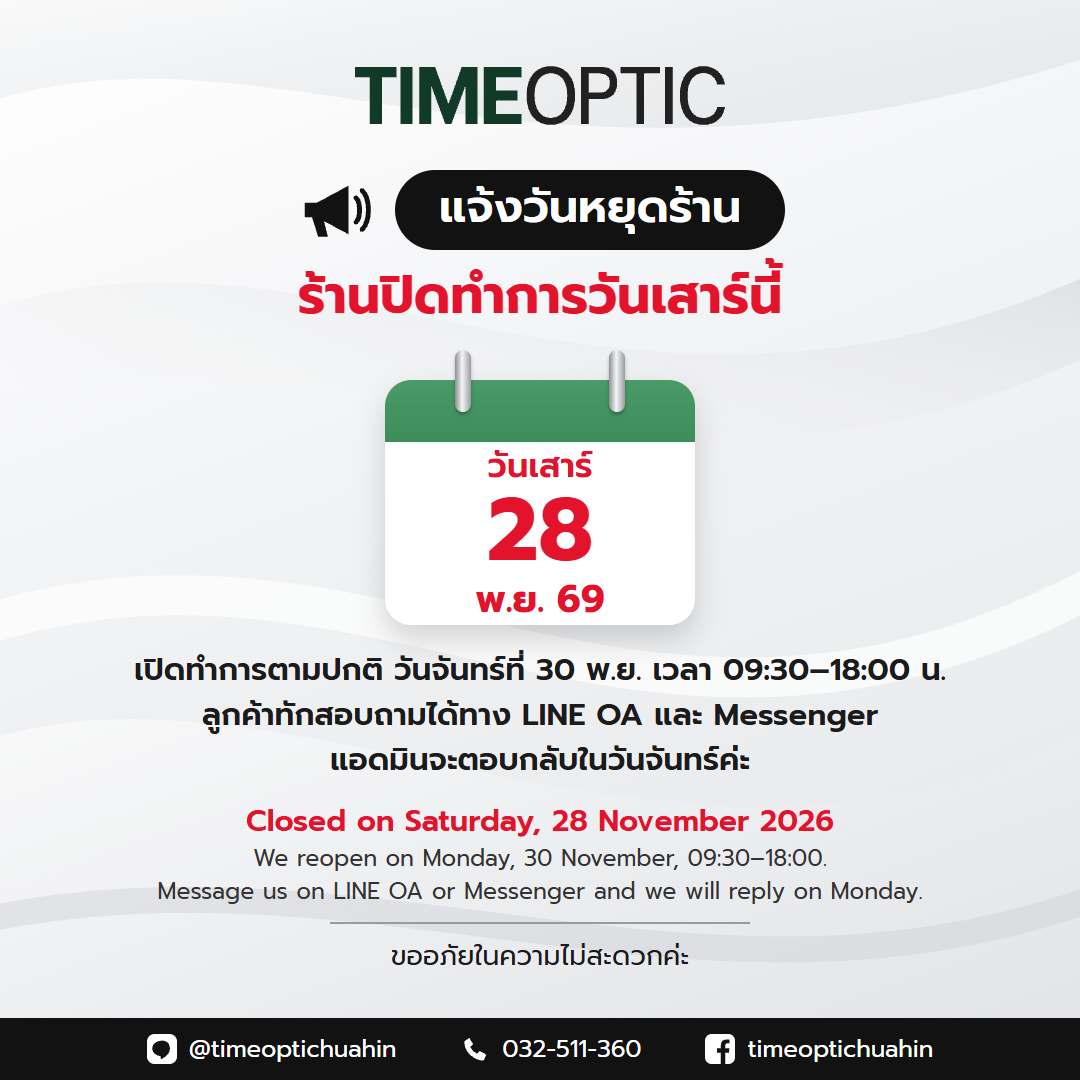 TIMEOPTIC
แจ้งวันหยุดร้าน
ร้านปิดทำการวันเสาร์นี้
วันเสาร์
28
พ.ย. 69
เปิดทำการตามปกติ วันจันทร์ที่ 30 พ.ย. เวลา 09:30–18:00 น.
ลูกค้าทักสอบถามได้ทาง LINE OA และ Messenger
แอดมินจะตอบกลับในวันจันทร์ค่ะ
Closed on Saturday, 28 November 2026
We reopen on Monday, 30 November, 09:30–18:00.
Message us on LINE OA or Messenger and we will reply on Monday.
ขออภัยในความไม่สะดวกค่ะ
@timeoptichuahin 032-511-360 timeoptichuahin